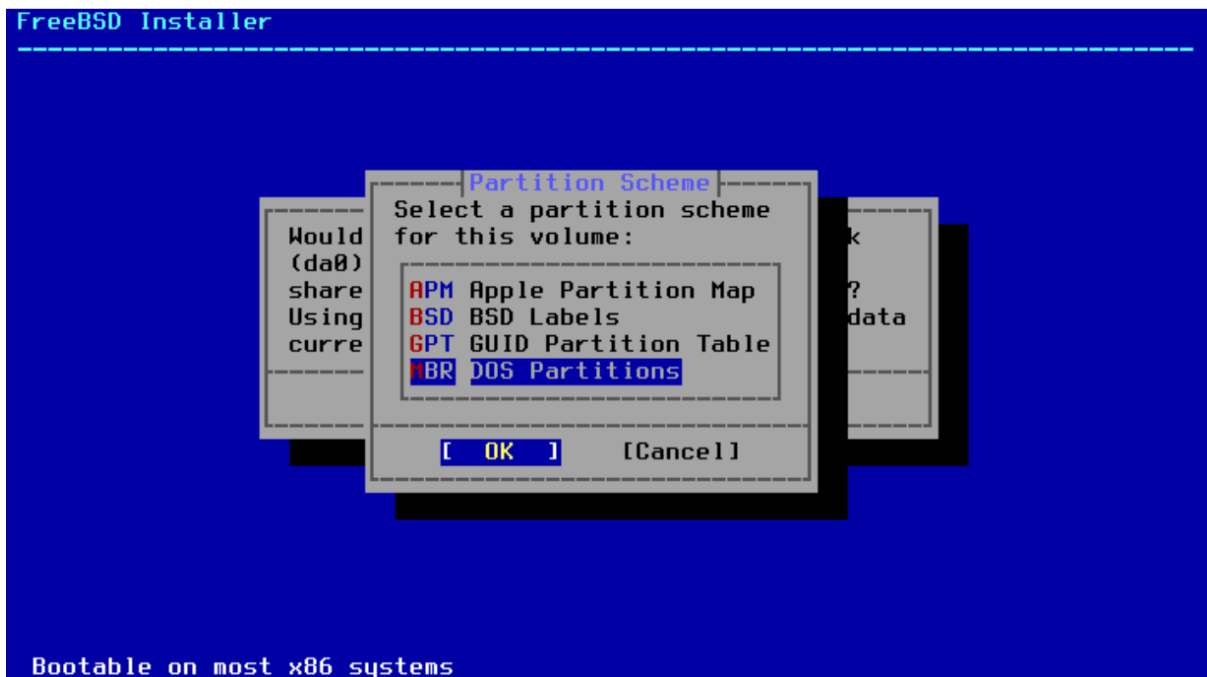 FreeBSD Installer
Partition Scheme
Select a partition scheme
for this volume:
Would
(da0)
share
Using
curre
k
?
data
APM Apple Partition Map
BSD BSD Labels
GPT GUID Partition Table
MBR DOS Partitions
[ OK ] [Cancel]
Bootable on most x86 systems